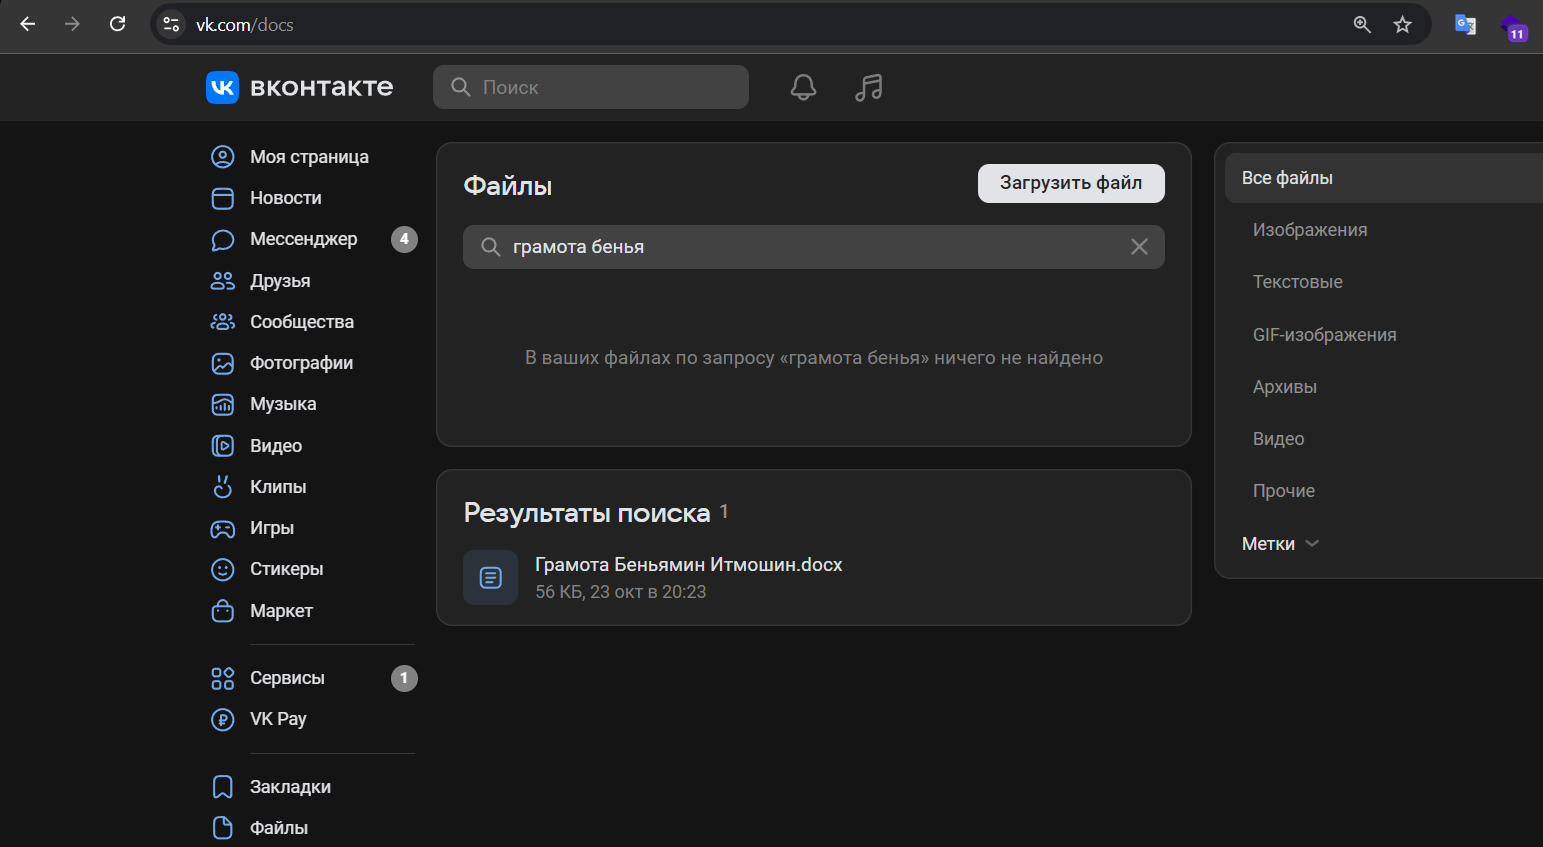 vk.com/docs
11
вконтакте
Поиск
Моя страница
Новости
Мессенджер 4
Друзья
Сообщества
Фотографии
Музыка
Видео
Клипы
Игры
Стикеры
Маркет
Сервисы 1
VK Pay
Закладки
Файлы
Файлы
Загрузить файл
грамота бенья
В ваших файлах по запросу «грамота бенья» ничего не найдено
Результаты поиска 1
Грамота Беньямин Итмошин.docx
56 КБ, 23 окт в 20:23
Все файлы
Изображения
Текстовые
GIF-изображения
Архивы
Видео
Прочие
Метки